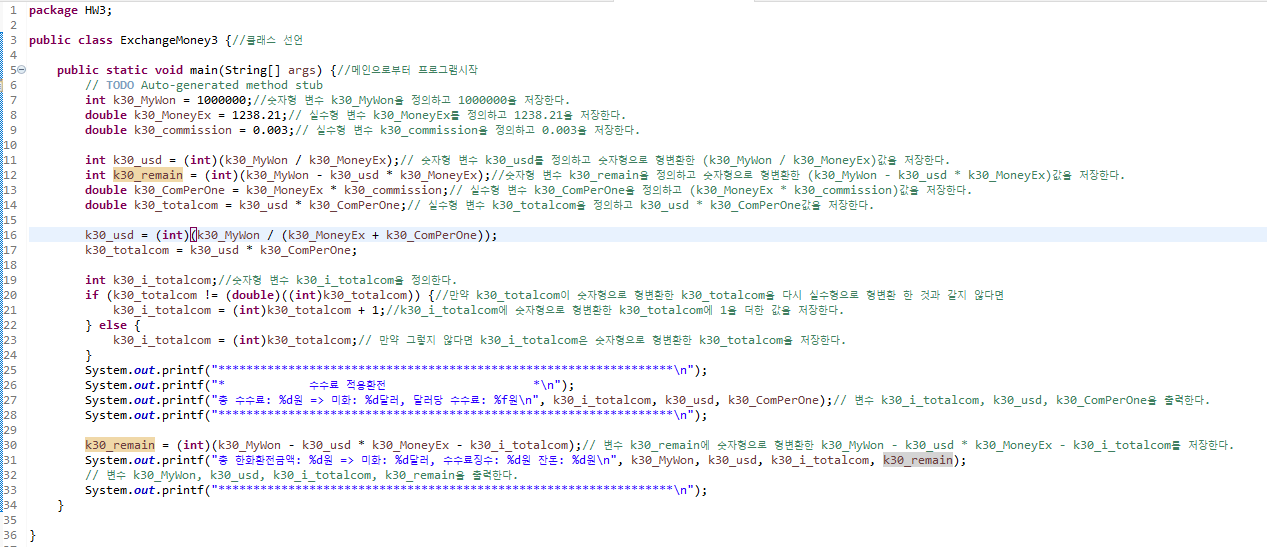 1 package HW3;
2
3 public class ExchangeMoney3 {//클래스 선언
4
5 public static void main(String[] args) {//메인으로부터 프로그램시작
6 // TODO Auto-generated method stub
7 int k30_MyWon = 1000000;//숫자형 변수 k30_MyWon을 정의하고 1000000을 저장한다.
8 double k30_MoneyEx = 1238.21;// 실수형 변수 k30_MoneyEx를 정의하고 1238.21을 저장한다.
9 double k30_commission = 0.003;// 실수형 변수 k30_commission을 정의하고 0.003을 저장한다.
10
11 int k30_usd = (int)(k30_MyWon / k30_MoneyEx);// 숫자형 변수 k30_usd를 정의하고 숫자형으로 형변환한 (k30_MyWon / k30_MoneyEx)값을 저장한다.
12 int k30_remain = (int)(k30_MyWon - k30_usd * k30_MoneyEx);//숫자형 변수 k30_remain을 정의하고 숫자형으로 형변환한 (k30_MyWon - k30_usd * k30_MoneyEx)값을 저장한다.
13 double k30_ComPerOne = k30_MoneyEx * k30_commission;// 실수형 변수 k30_ComPerOne을 정의하고 (k30_MoneyEx * k30_commission)값을 저장한다.
14 double k30_totalcom = k30_usd * k30_ComPerOne;// 실수형 변수 k30_totalcom을 정의하고 k30_usd * k30_ComPerOne값을 저장한다.
15
16 k30_usd = (int)(k30_MyWon / (k30_MoneyEx + k30_ComPerOne));
17 k30_totalcom = k30_usd * k30_ComPerOne;
18
19 int k30_i_totalcom;//숫자형 변수 k30_i_totalcom을 정의한다.
20 if (k30_totalcom != (double)((int)k30_totalcom)) {//만약 k30_totalcom이 숫자형으로 형변환한 k30_totalcom을 다시 실수형으로 형변환 한 것과 같지 않다면
21 k30_i_totalcom = (int)k30_totalcom + 1;//k30_i_totalcom에 숫자형으로 형변환한 k30_totalcom에 1을 더한 값을 저장한다.
22 } else {
23 k30_i_totalcom = (int)k30_totalcom;// 만약 그렇지 않다면 k30_i_totalcom은 숫자형으로 형변환한 k30_totalcom을 저장한다.
24 }
25 System.out.printf("*****************************************************************\n");
26 System.out.printf("* 수수료 적용환전 *\n");
27 System.out.printf("총 수수료: %d원 => 미화: %d달러, 달러당 수수료: %f원\n", k30_i_totalcom, k30_usd, k30_ComPerOne);// 변수 k30_i_totalcom, k30_usd, k30_ComPerOne을 출력한다.
28 System.out.printf("*****************************************************************\n");
29
30 k30_remain = (int)(k30_MyWon - k30_usd * k30_MoneyEx - k30_i_totalcom);// 변수 k30_remain에 숫자형으로 형변환한 k30_MyWon - k30_usd * k30_MoneyEx - k30_i_totalcom를 저장한다.
31 System.out.printf("총 한화환전금액: %d원 => 미화: %d달러, 수수료징수: %d원 잔돈: %d원\n", k30_MyWon, k30_usd, k30_i_totalcom, k30_remain);
32 // 변수 k30_MyWon, k30_usd, k30_i_totalcom, k30_remain을 출력한다.
33 System.out.printf("*****************************************************************\n");
34 }
35
36 }